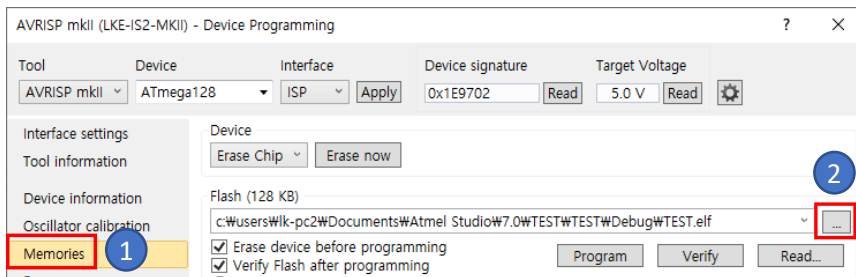 AVRISP mkII (LKE-IS2-MKII) - Device Programming ? ×
Tool Device Interface Device signature Target Voltage
AVRISP mkII ATmega128 ISP Apply 0x1E9702 Read 5.0 V Read
Interface settings
Tool information
Device information
Oscillator calibration
Memories
1
Device
Erase Chip Erase now
2
Flash (128 KB)
c:₩users₩lk-pc2₩Documents₩Atmel Studio₩7.0₩TEST₩TEST₩Debug₩TEST.elf ...
Erase device before programming
Verify Flash after programming
Program Verify Read...